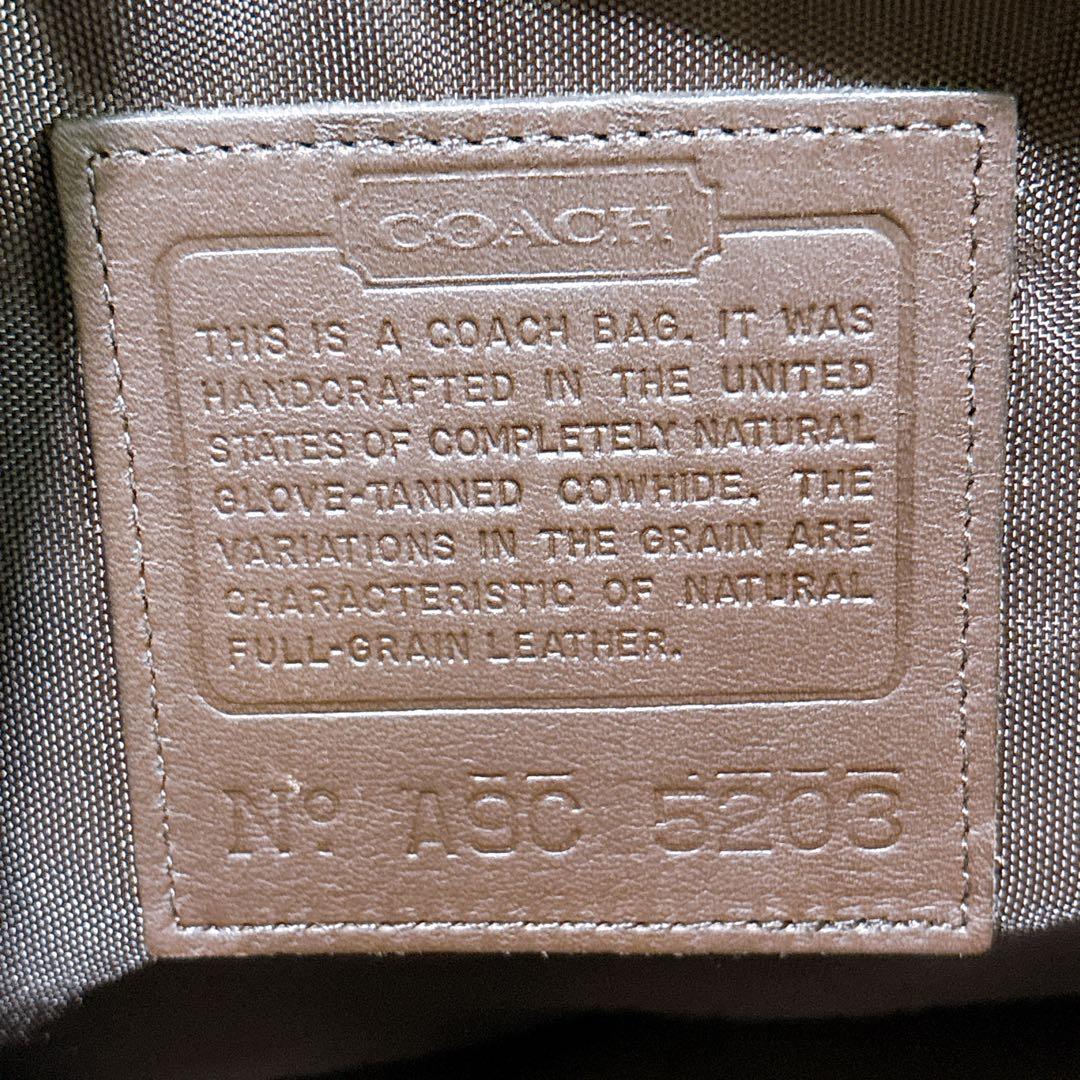 COACH
THIS IS A COACH BAG. IT WAS
HANDCRAFTED IN THE UNITED
STATES OF COMPLETELY NATURAL
GLOVE-TANNED COWHIDE. THE
VARIATIONS IN THE GRAIN ARE
CHARACTERISTIC OF NATURAL
FULL-GRAIN LEATHER.
Nº A9C 5203